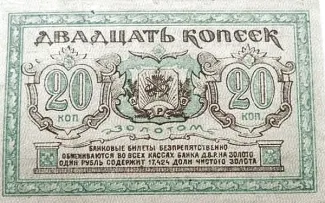 ДВАДЦАТЬ КОПЕЕК
20 20
КОП КОП
ЗОЛОТОМ
БАНКОВЫЕ БИЛЕТЫ БЕЗПРЕПЯТСТВЕННО
ОБМЕНИВАЮТСЯ ВО ВСЕХ КАССАХ БАНКА Д.В.Р. НА ЗОЛОТО
ОДИН РУБЛЬ СОДЕРЖИТ 17,424 ДОЛИ ЧИСТОГО ЗОЛОТА